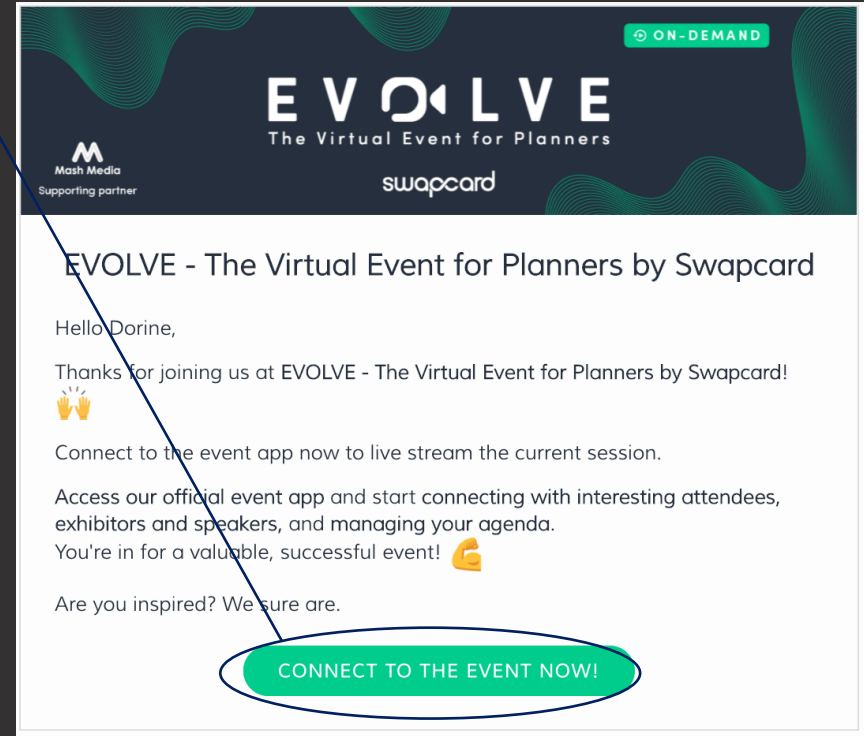 ON-DEMAND
EVOLVE
The Virtual Event for Planners
Mash Media
Supporting partner
swapcard
EVOLVE - The Virtual Event for Planners by Swapcard
Hello Dorine,
Thanks for joining us at EVOLVE - The Virtual Event for Planners by Swapcard!
🙌
Connect to the event app now to live stream the current session.
Access our official event app and start connecting with interesting attendees,
exhibitors and speakers, and managing your agenda.
You're in for a valuable, successful event! 💪
Are you inspired? We sure are.
CONNECT TO THE EVENT NOW!